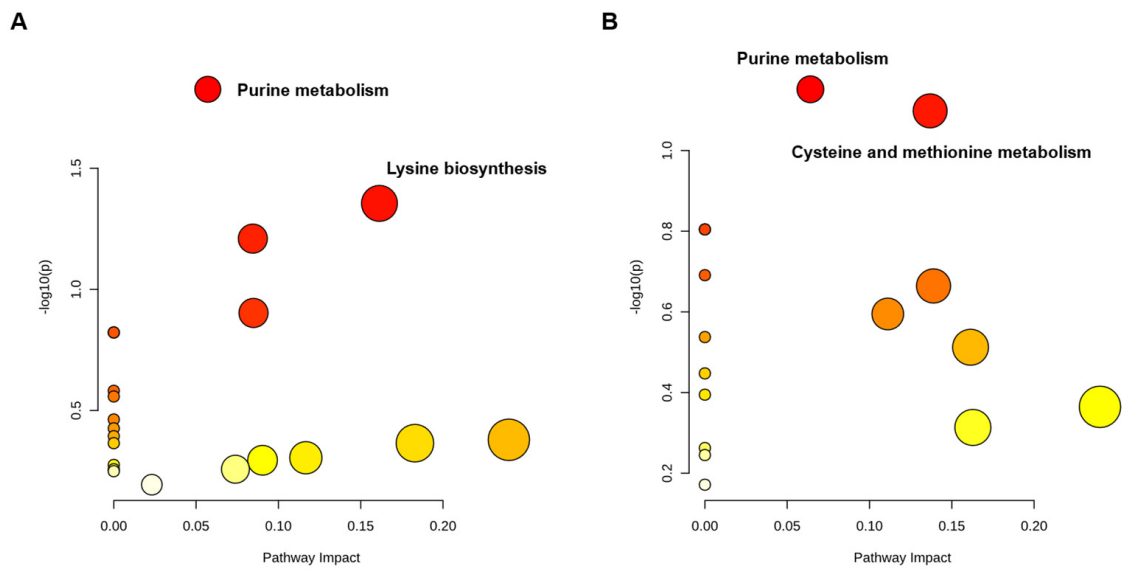 A
Purine metabolism
Lysine biosynthesis
-log10(p)
1.5
1.0
0.5
0.00 0.05 0.10 0.15 0.20
Pathway Impact
B
Purine metabolism
Cysteine and methionine metabolism
-log10(p)
1.0
0.8
0.6
0.4
0.2
0.00 0.05 0.10 0.15 0.20
Pathway Impact